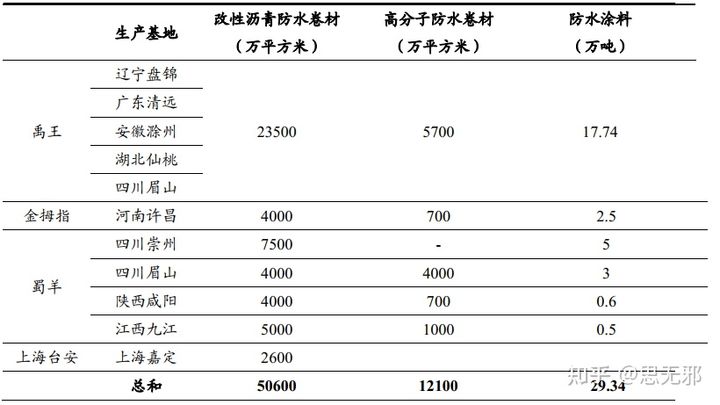 生产基地 改性沥青防水卷材（万平方米） 高分子防水卷材（万平方米） 防水涂料（万吨）
禹王 辽宁盘锦 23500 5700 17.74
广东清远
安徽滁州
湖北仙桃
四川眉山
金拇指 河南许昌 4000 700 2.5
蜀羊 四川崇州 7500 - 5
四川眉山 4000 4000 3
陕西咸阳 4000 700 0.6
江西九江 5000 1000 0.5
上海台安 上海嘉定 2600
总和 50600 12100 29.34
知乎 @思无邪